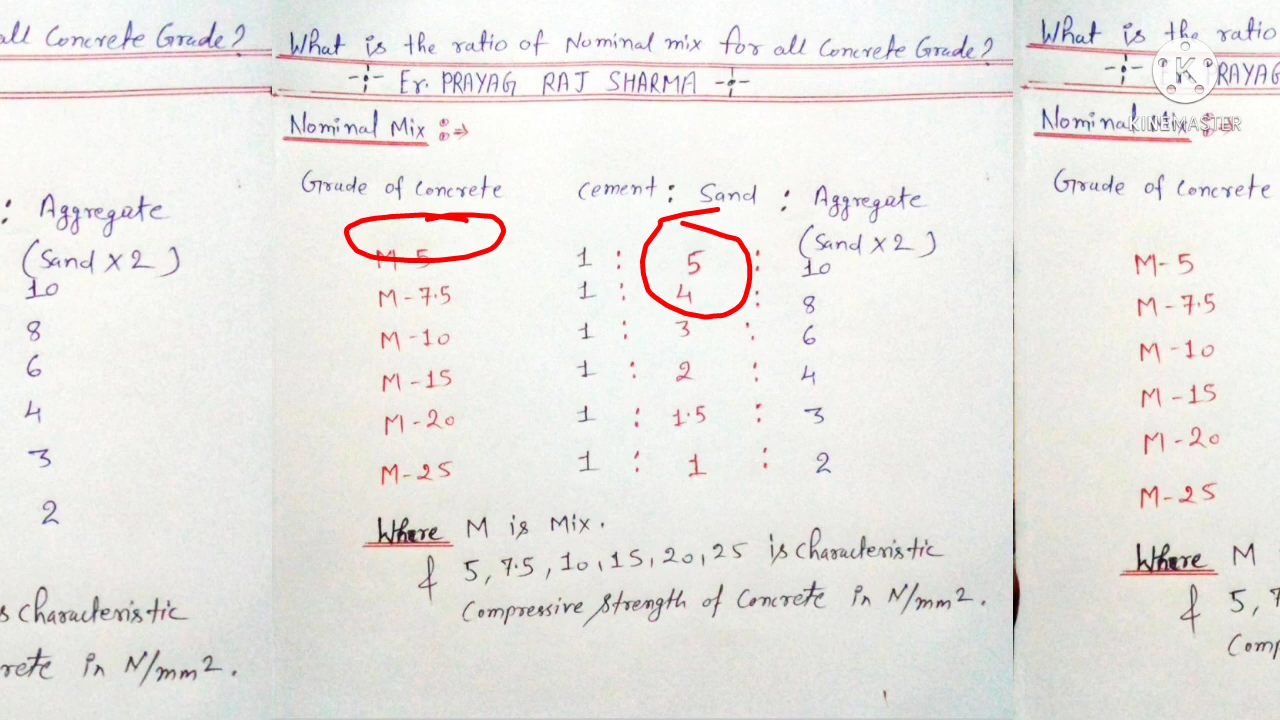 all Concrete Grade?
: Aggregate
(Sand x 2)
10
8
6
4
3
2
s characteristic
rete in N/mm2.
What is the ratio of Nominal mix for all Concrete Grade?
Er. PRAYAG RAJ SHARMA
Nominal Mix :⇒
Grade of Concrete cement : Sand : Aggregate
(Sand x 2)
M-5 1 : 5 : 10
M-7.5 1 : 4 : 8
M-10 1 : 3 : 6
M-15 1 : 2 : 4
M-20 1 : 1.5 : 3
M-25 1 : 1 : 2
Where M is Mix.
& 5, 7.5, 10, 15, 20, 25 is characteristic
Compressive strength of Concrete in N/mm2.
What is the ratio
RAYAG
Nominal
KINEMASTER
Grade of Concrete
M-5
M-7.5
M-10
M-15
M-20
M-25
Where M
& 5, 7
Com